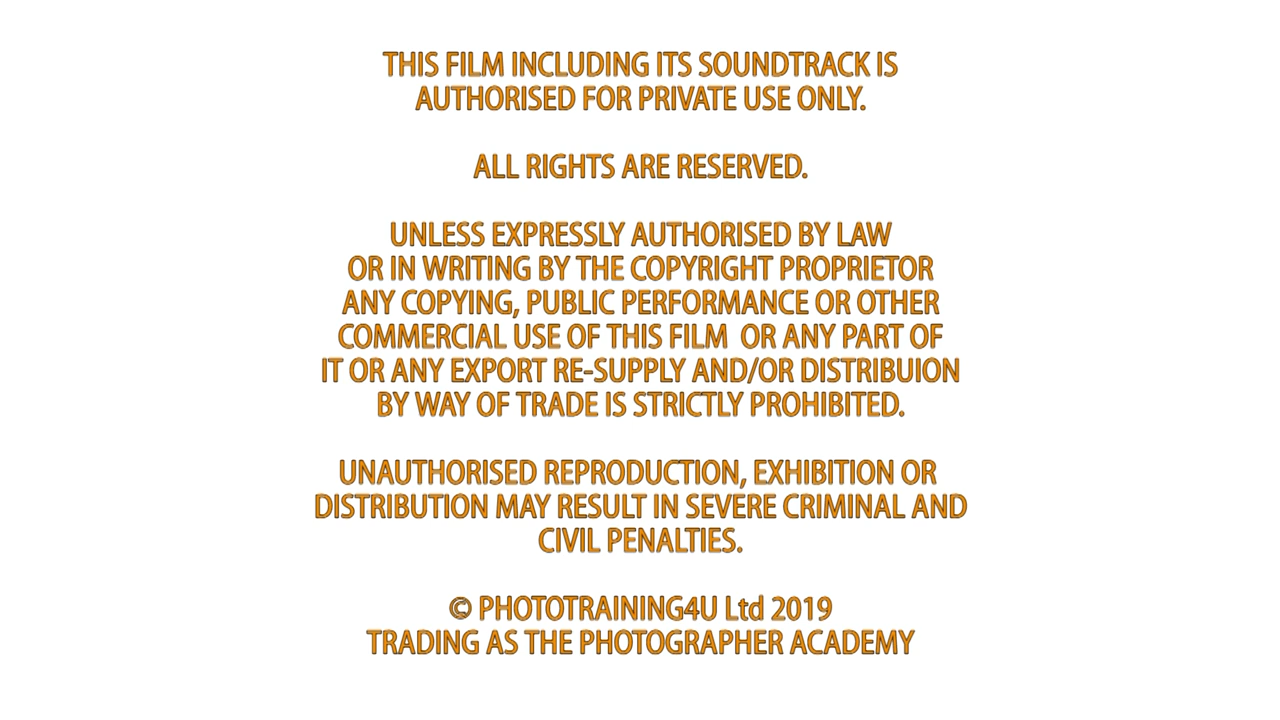 THIS FILM INCLUDING ITS SOUNDTRACK IS
AUTHORISED FOR PRIVATE USE ONLY.
ALL RIGHTS ARE RESERVED.
UNLESS EXPRESSLY AUTHORISED BY LAW
OR IN WRITING BY THE COPYRIGHT PROPRIETOR
ANY COPYING, PUBLIC PERFORMANCE OR OTHER
COMMERCIAL USE OF THIS FILM  OR ANY PART OF
IT OR ANY EXPORT RE-SUPPLY AND/OR DISTRIBUION
BY WAY OF TRADE IS STRICTLY PROHIBITED.
UNAUTHORISED REPRODUCTION, EXHIBITION OR
DISTRIBUTION MAY RESULT IN SEVERE CRIMINAL AND
CIVIL PENALTIES.
© PHOTOTRAINING4U Ltd 2019
TRADING AS THE PHOTOGRAPHER ACADEMY